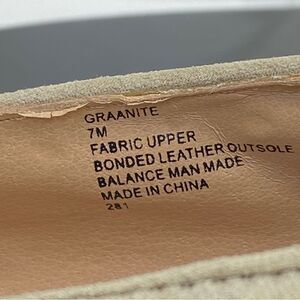 GRAANITE
7M
FABRIC UPPER
BONDED LEATHER OUTSOLE
BALANCE MAN MADE
MADE IN CHINA
281